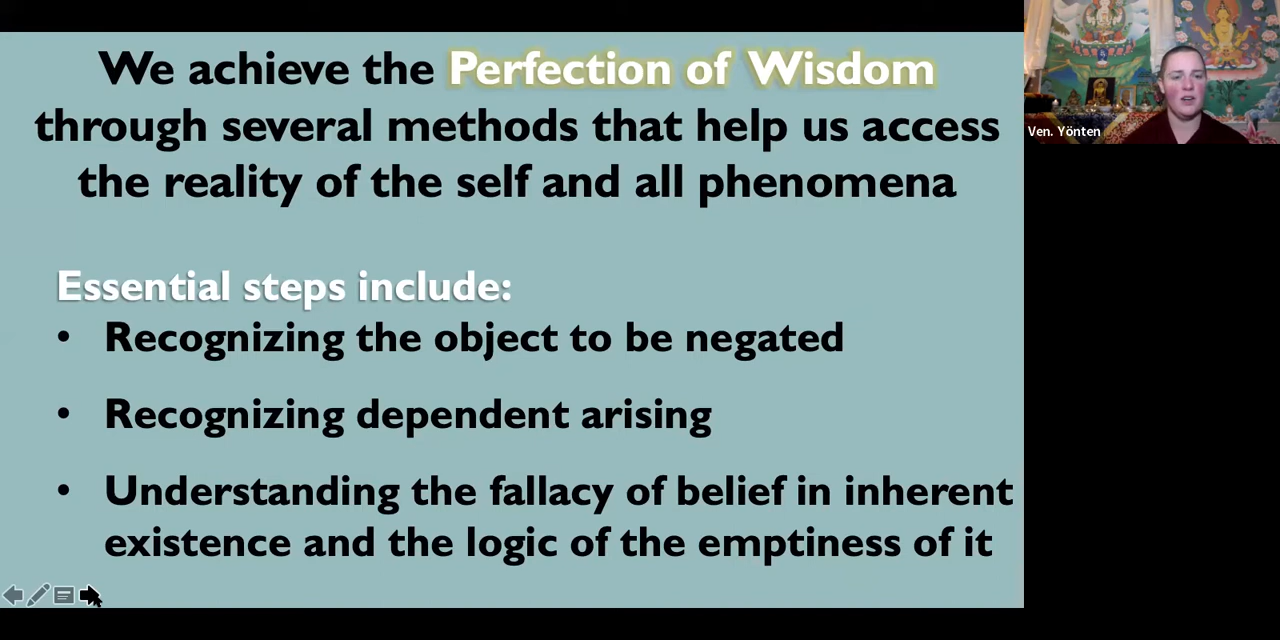 We achieve the Perfection of Wisdom
through several methods that help us access
the reality of the self and all phenomena
Ven. Yönten
Essential steps include:
• Recognizing the object to be negated
• Recognizing dependent arising
• Understanding the fallacy of belief in inherent
existence and the logic of the emptiness of it